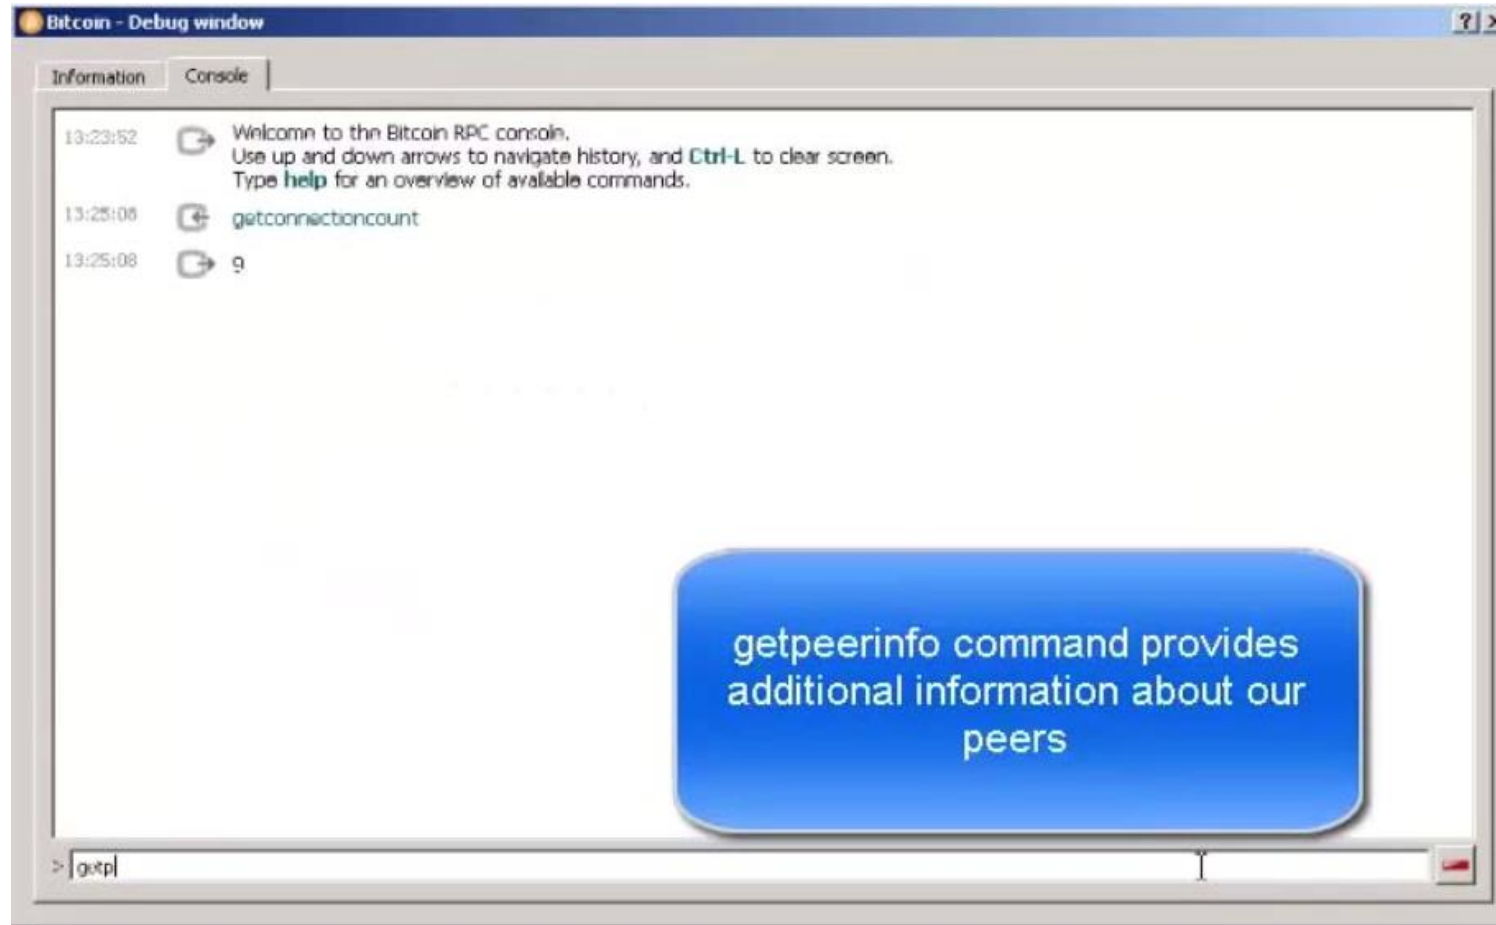 Bitcoin - Debug window
Information Console
13:23:52 Welcome to the Bitcoin RPC console.
Use up and down arrows to navigate history, and Ctrl-L to clear screen.
Type help for an overview of available commands.
13:25:08 getconnectioncount
13:25:08 9
getpeerinfo command provides
additional information about our
peers
> getp